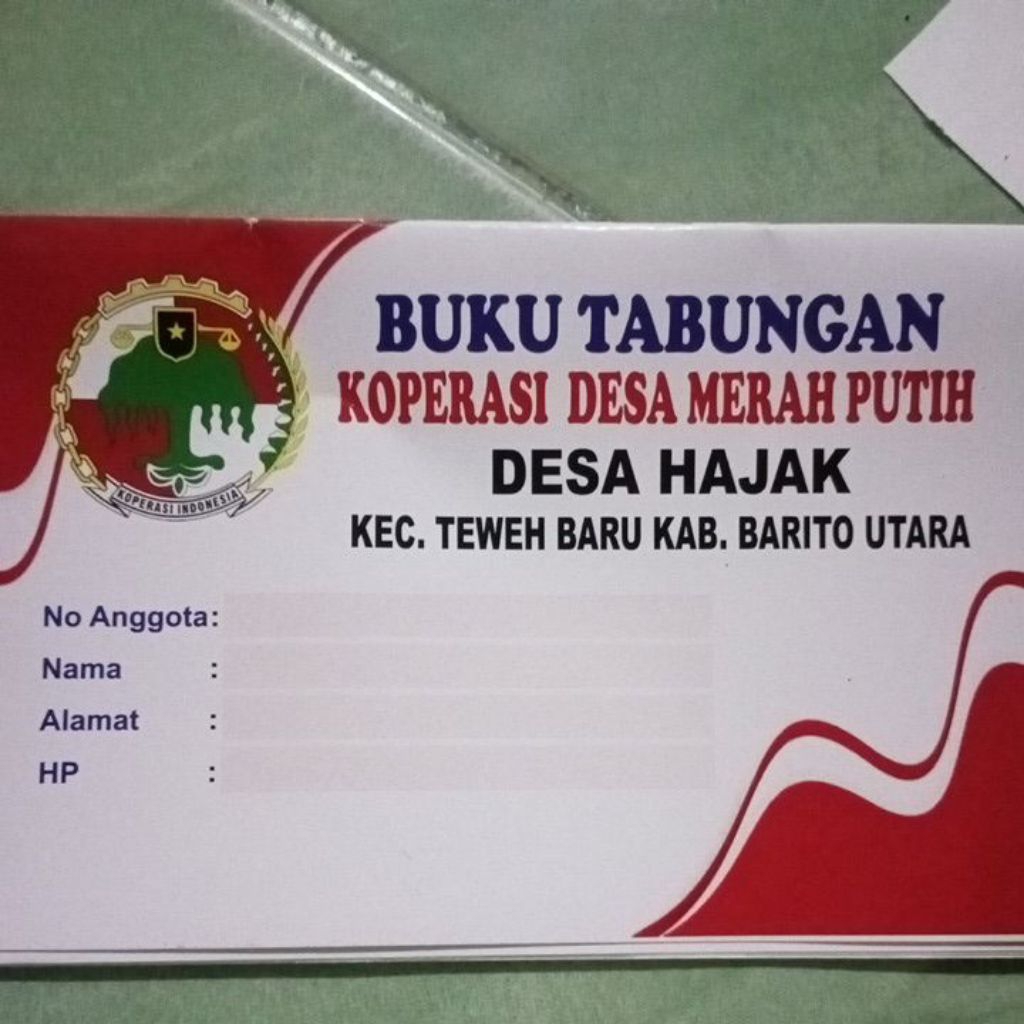 BUKU TABUNGAN
KOPERASI DESA MERAH PUTIH
DESA HAJAK
KEC. TEWEH BARU KAB. BARITO UTARA
KOPERASI INDONESIA
No Anggota:
Nama :
Alamat :
HP :